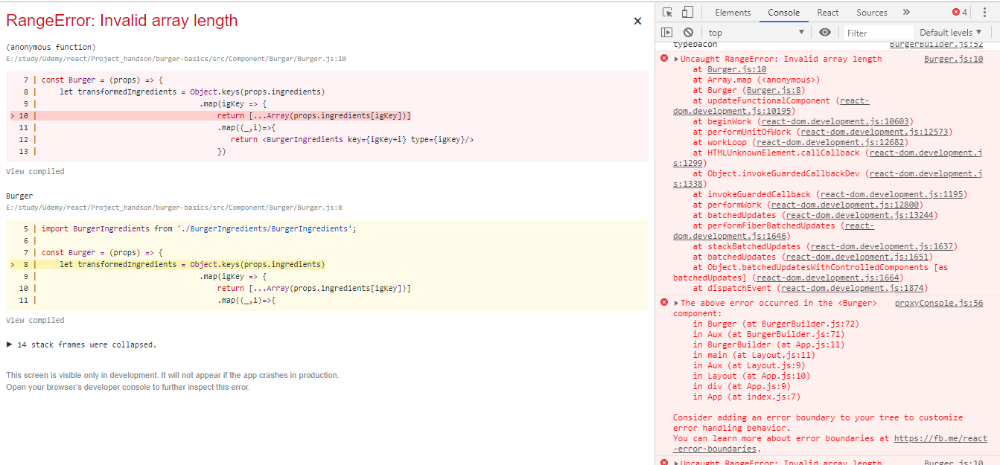 RangeError: Invalid array length
×
(anonymous function)
E:/study/Udemy/react/Project_handson/burger-basics/src/Component/Burger/Burger.js:10
7 | const Burger = (props) => {
8 | let transformedIngredients = Object.keys(props.ingredients)
9 | .map(igKey => {
> 10 | return [...Array(props.ingredients[igKey])]
11 | .map((_,i)=>{
12 | return <BurgerIngredients key={igKey+i} type={igKey}/>
13 | })
View compiled
Burger
E:/study/Udemy/react/Project_handson/burger-basics/src/Component/Burger/Burger.js:8
5 | import BurgerIngredients from './BurgerIngredients/BurgerIngredients';
6 |
7 | const Burger = (props) => {
> 8 | let transformedIngredients = Object.keys(props.ingredients)
9 | .map(igKey => {
10 | return [...Array(props.ingredients[igKey])]
11 | .map((_,i)=>{
View compiled
▶ 14 stack frames were collapsed.
This screen is visible only in development. It will not appear if the app crashes in production.
Open your browser's developer console to further inspect this error.
Elements Console React Sources » 4
top ▼ Filter Default levels ▼
typebacon BurgerBuilder.js:52
▶Uncaught RangeError: Invalid array length Burger.js:10
at Burger.js:10
at Array.map (<anonymous>)
at Burger (Burger.js:8)
at updateFunctionalComponent (react-
dom.development.js:10195)
at beginWork (react-dom.development.js:10603)
at performUnitOfWork (react-dom.development.js:12573)
at workLoop (react-dom.development.js:12682)
at HTMLUnknownElement.callCallback (react-dom.development.j
s:1299)
at Object.invokeGuardedCallbackDev (react-dom.development.j
s:1338)
at invokeGuardedCallback (react-dom.development.js:1195)
at performWork (react-dom.development.js:12800)
at batchedUpdates (react-dom.development.js:13244)
at performFiberBatchedUpdates (react-
dom.development.js:1646)
at stackBatchedUpdates (react-dom.development.js:1637)
at batchedUpdates (react-dom.development.js:1651)
at Object.batchedUpdatesWithControlledComponents [as
batchedUpdates] (react-dom.development.js:1664)
at dispatchEvent (react-dom.development.js:1874)
▶The above error occurred in the <Burger> proxyConsole.js:56
component:
in Burger (at BurgerBuilder.js:72)
in Aux (at BurgerBuilder.js:71)
in BurgerBuilder (at App.js:11)
in main (at Layout.js:11)
in Aux (at Layout.js:9)
in Layout (at App.js:10)
in div (at App.js:9)
in App (at index.js:7)
Consider adding an error boundary to your tree to customize
error handling behavior.
You can learn more about error boundaries at https://fb.me/react
-error-boundaries.
▶Uncaught RangeError: Invalid array length Burger.js:10